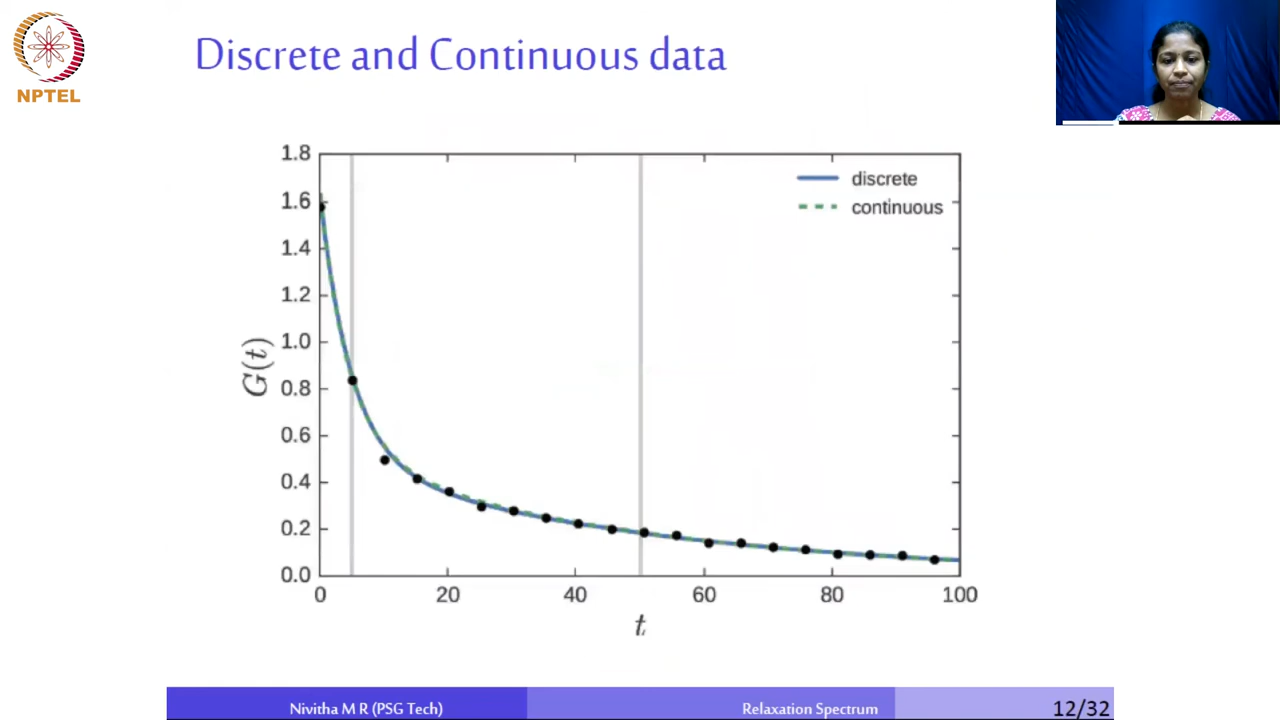 Discrete and Continuous data
NPTEL
1.8
1.6
1.4
1.2
1.0
0.8
0.6
0.4
0.2
0.0
G(t)
discrete
continuous
0 20 40 60 80 100
t
Nivitha M R (PSG Tech) Relaxation Spectrum 12/32